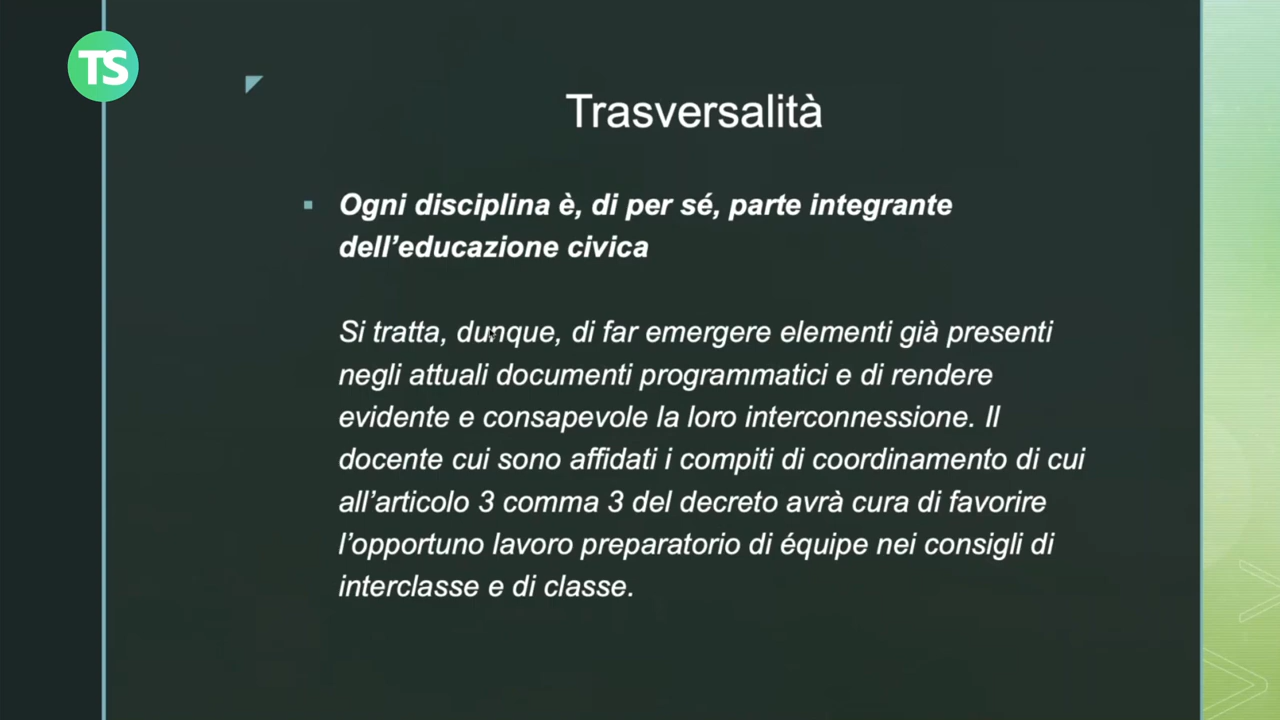 TS
Trasversalità
Ogni disciplina è, di per sé, parte integrante
dell’educazione civica
Si tratta, dunque, di far emergere elementi già presenti
negli attuali documenti programmatici e di rendere
evidente e consapevole la loro interconnessione. Il
docente cui sono affidati i compiti di coordinamento di cui
all’articolo 3 comma 3 del decreto avrà cura di favorire
l’opportuno lavoro preparatorio di équipe nei consigli di
interclasse e di classe.